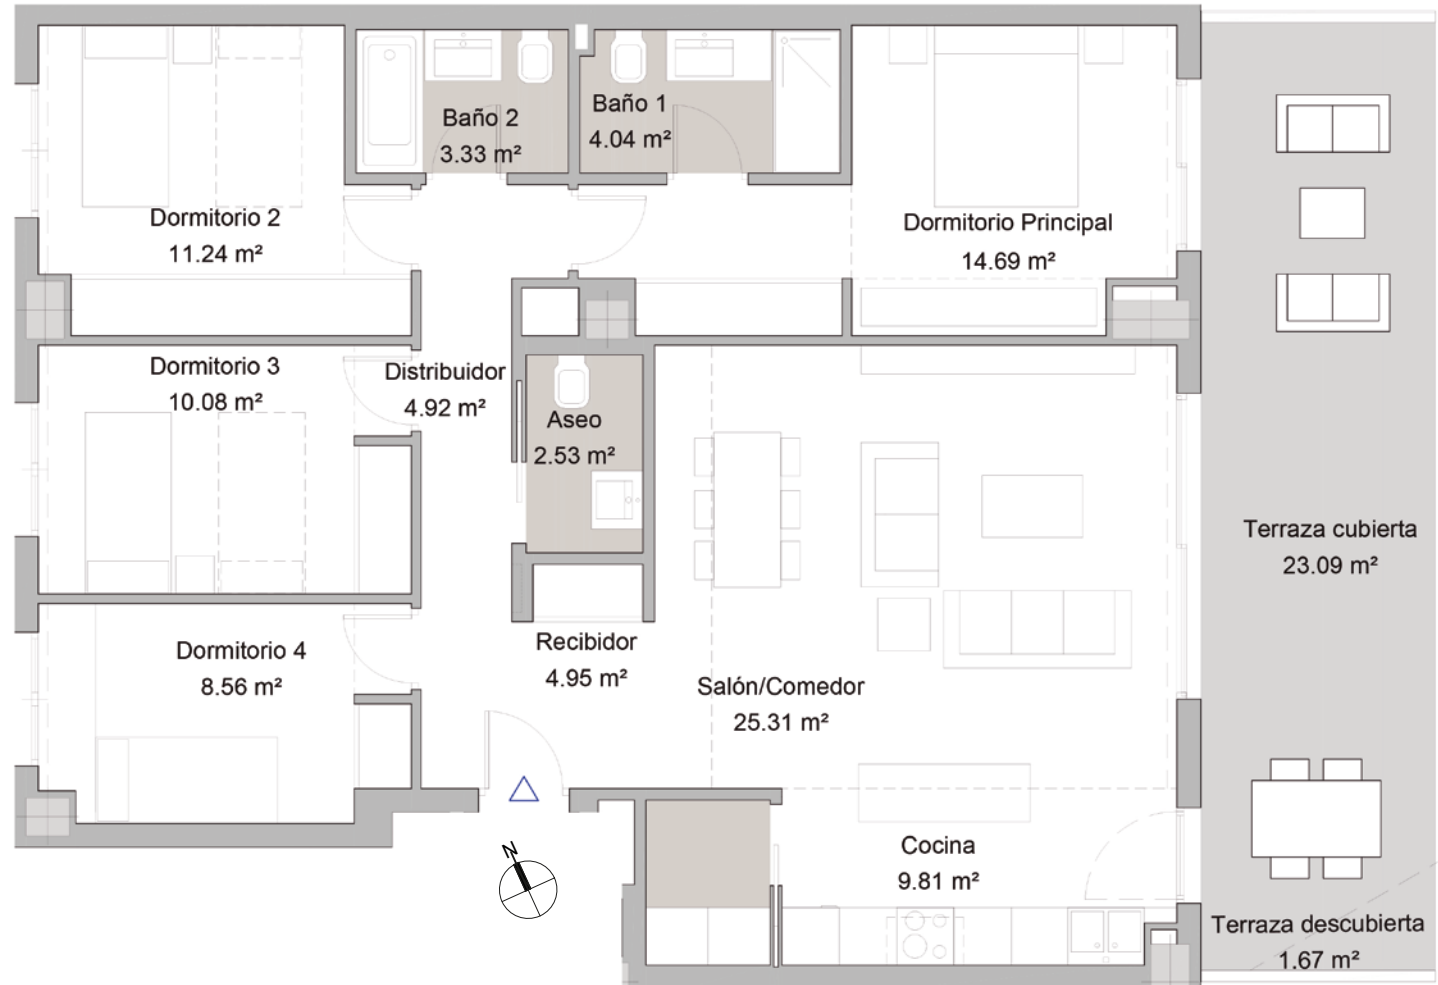 Baño 2
3.33 m²
Baño 1
4.04 m²
Dormitorio 2
11.24 m²
Dormitorio Principal
14.69 m²
Dormitorio 3
10.08 m²
Distribuidor
4.92 m²
Aseo
2.53 m²
Terraza cubierta
23.09 m²
Dormitorio 4
8.56 m²
Recibidor
4.95 m²
Salón/Comedor
25.31 m²
N
Cocina
9.81 m²
Terraza descubierta
1.67 m²